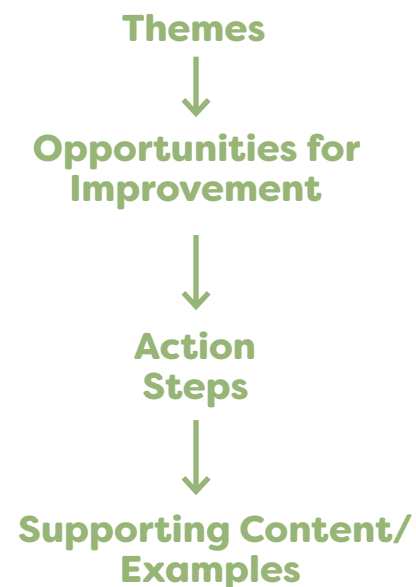 Themes
Opportunities for
Improvement
Action
Steps
Supporting Content/
Examples